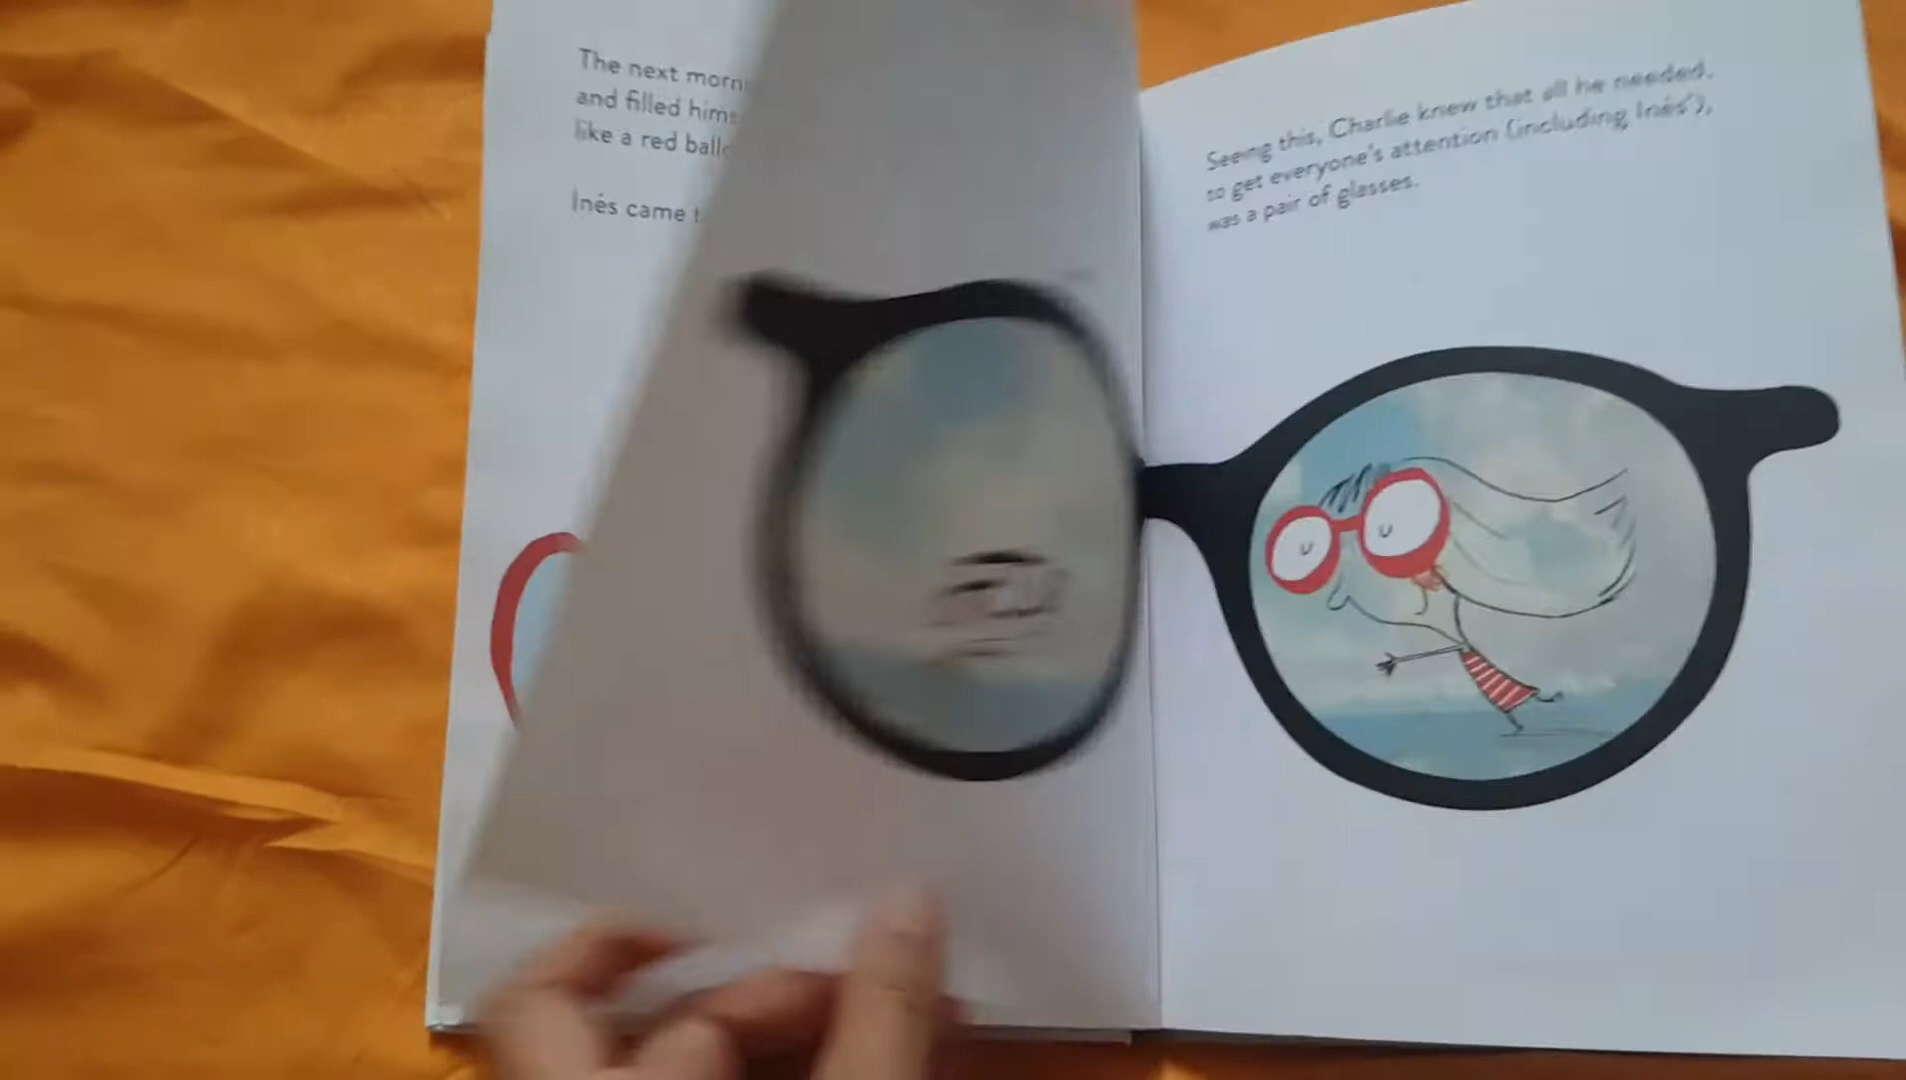 The next morn
and filled hims
like a red ballo
Inés came t
Seeing this, Charlie knew that all he needed,
to get everyone's attention (including Inés'),
was a pair of glasses.